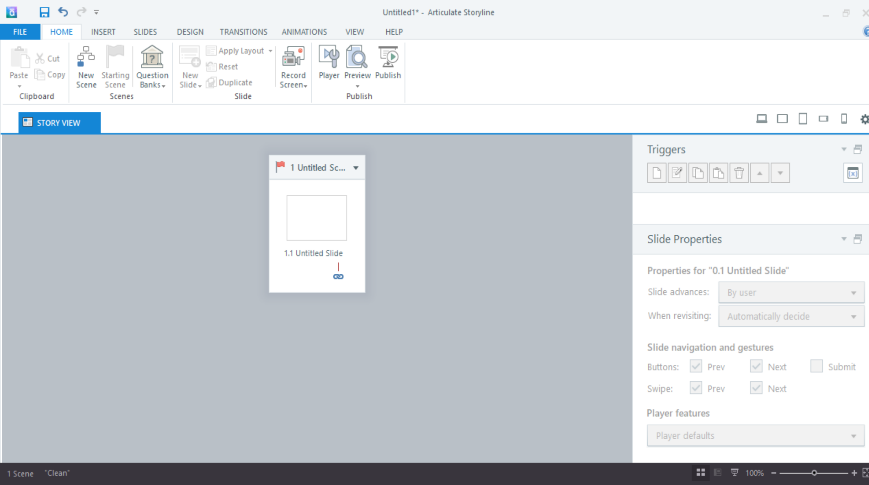 Untitled1* - Articulate Storyline
FILE HOME INSERT SLIDES DESIGN TRANSITIONS ANIMATIONS VIEW HELP
Paste Cut Copy
Clipboard
New Scene Starting Scene Question Banks
Scenes
New Slide Apply Layout Reset Duplicate
Slide
Record Screen
Player Preview Publish
Publish
STORY VIEW
1 Untitled Sc...
1.1 Untitled Slide
Triggers
Slide Properties
Properties for "0.1 Untitled Slide"
Slide advances: By user
When revisiting: Automatically decide
Slide navigation and gestures
Buttons: Prev Next Submit
Swipe: Prev Next
Player features
Player defaults
1 Scene "Clean" 100%